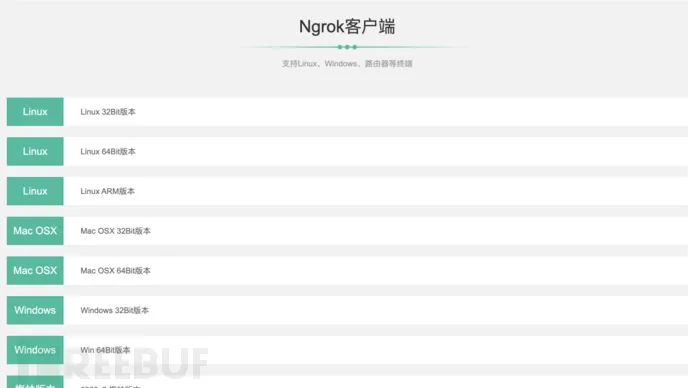 Ngrok客户端
支持Linux、Windows、路由器等终端
Linux Linux 32Bit版本
Linux Linux 64Bit版本
Linux Linux ARM版本
Mac OSX Mac OSX 32Bit版本
Mac OSX Mac OSX 64Bit版本
Windows Windows 32Bit版本
Windows Win 64Bit版本
REEBUF